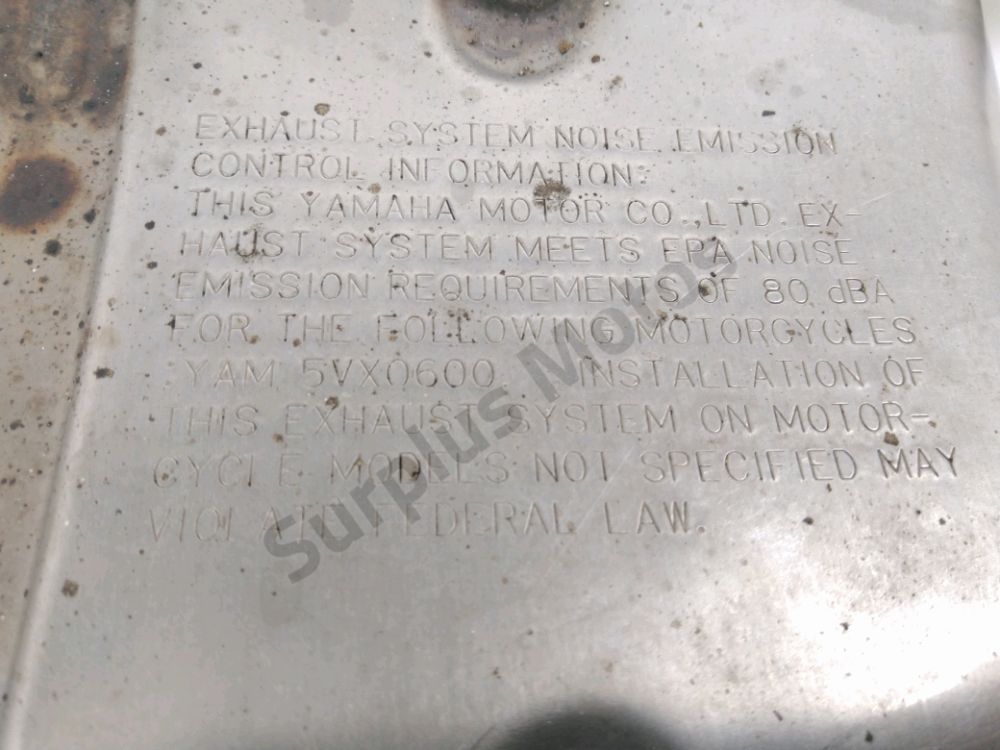 EXHAUST SYSTEM NOISE EMISSION
CONTROL INFORMATION:
THIS YAMAHA MOTOR CO.,LTD. EX-
HAUST SYSTEM MEETS EPA NOISE
EMISSION REQUIREMENTS OF 80 dBA
FOR THE FOLLOWING MOTORCYCLES
:YAM 5VX0600. INSTALLATION OF
THIS EXHAUST SYSTEM ON MOTOR-
CYCLE MODELS NOT SPECIFIED MAY
VIOLATE FEDERAL LAW.
Surplus Motos